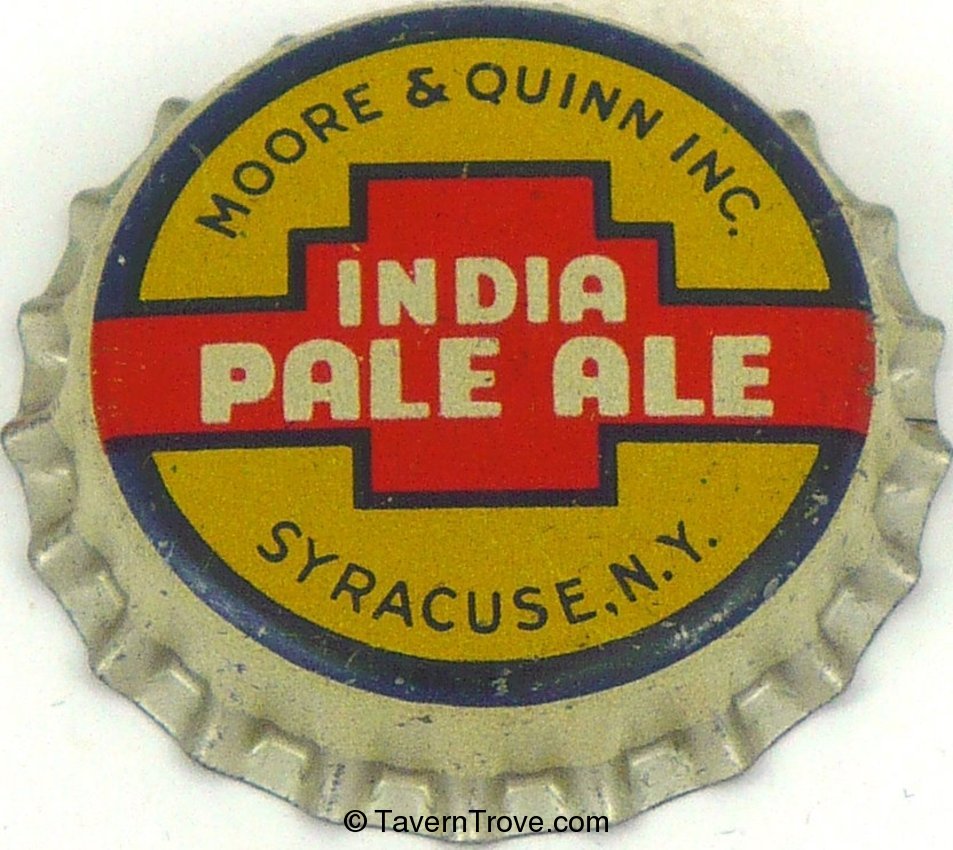 MOORE & QUINN INC.
INDIA
PALE ALE
SYRACUSE, N.Y.
© TavernTrove.com